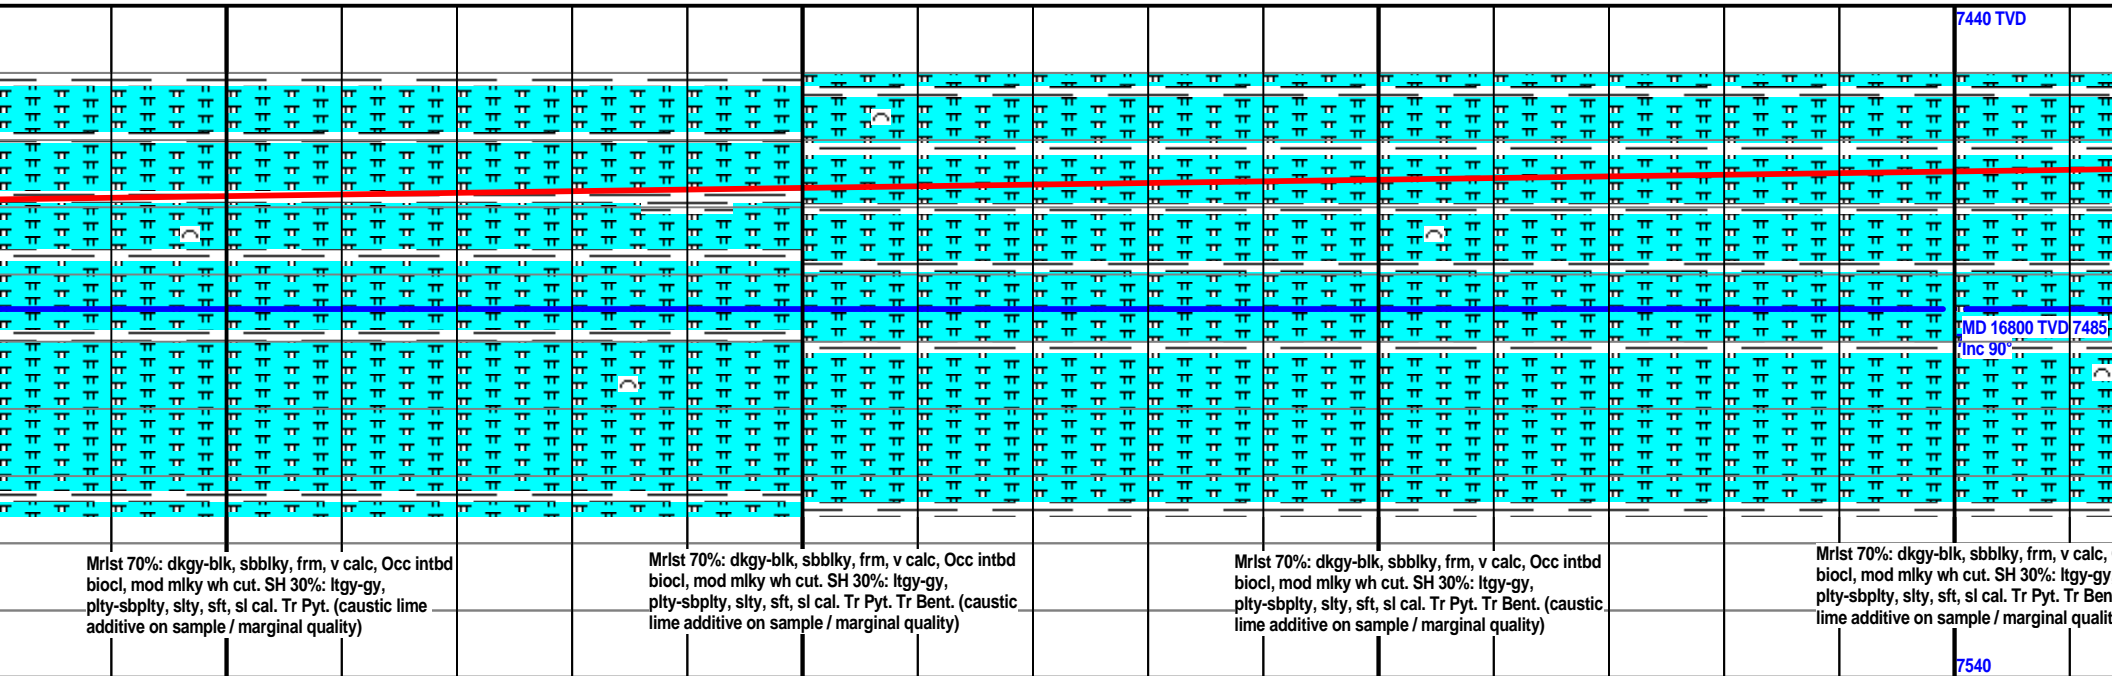 7440 TVD
MD 16800 TVD 7485
Inc 90°
Mrlst 70%: dkgy-blk, sbblky, frm, v calc, Occ intbd
biocl, mod mlky wh cut. SH 30%: ltgy-gy,
plty-sbplty, slty, sft, sl cal. Tr Pyt. (caustic lime
additive on sample / marginal quality)
Mrlst 70%: dkgy-blk, sbblky, frm, v calc, Occ intbd
biocl, mod mlky wh cut. SH 30%: ltgy-gy,
plty-sbplty, slty, sft, sl cal. Tr Pyt. Tr Bent. (caustic
lime additive on sample / marginal quality)
Mrlst 70%: dkgy-blk, sbblky, frm, v calc, Occ intbd
biocl, mod mlky wh cut. SH 30%: ltgy-gy,
plty-sbplty, slty, sft, sl cal. Tr Pyt. Tr Bent. (caustic
lime additive on sample / marginal quality)
Mrlst 70%: dkgy-blk, sbblky, frm, v calc,
biocl, mod mlky wh cut. SH 30%: ltgy-gy
plty-sbplty, slty, sft, sl cal. Tr Pyt. Tr Ben
lime additive on sample / marginal qualit
7540